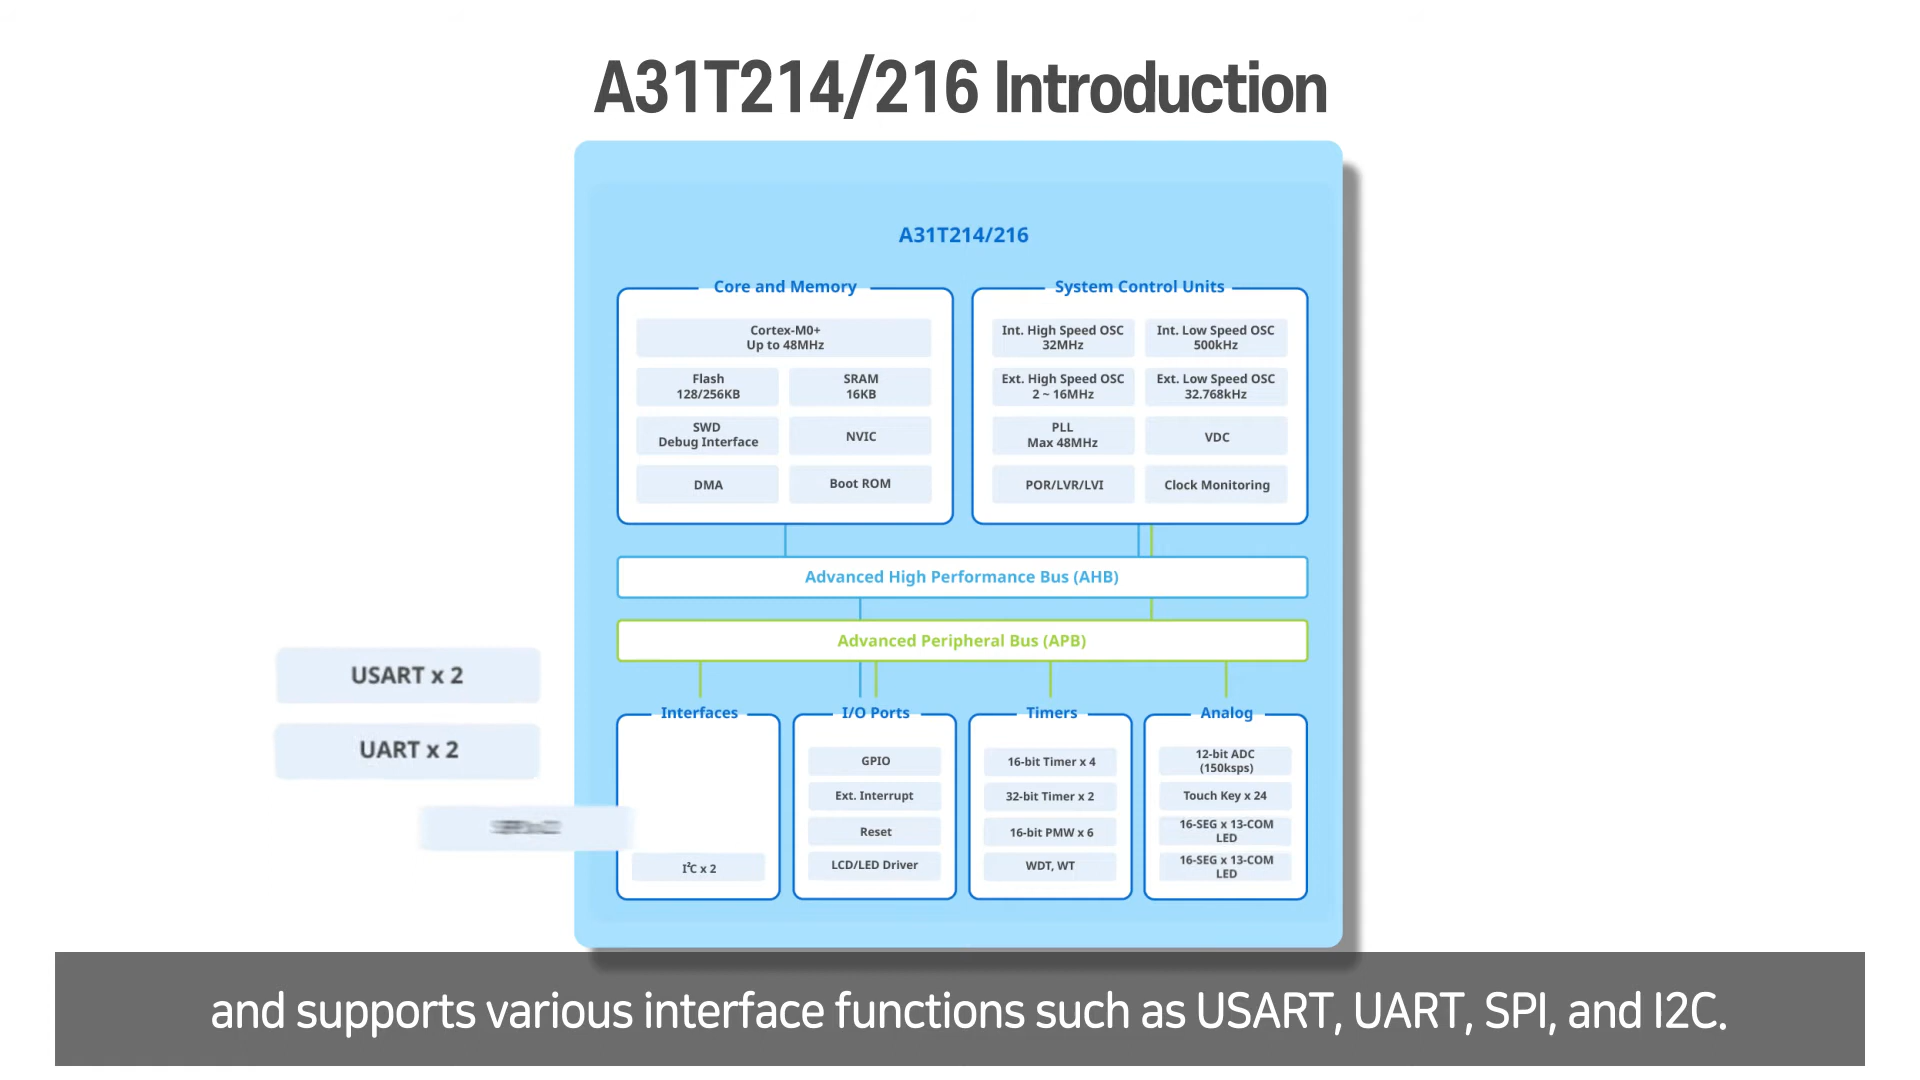 A31T214/216 Introduction
A31T214/216
Core and Memory
Cortex-M0+
Up to 48MHz
Flash
128/256KB
SRAM
16KB
SWD
Debug Interface
NVIC
DMA
Boot ROM
System Control Units
Int. High Speed OSC
32MHz
Int. Low Speed OSC
500kHz
Ext. High Speed OSC
2 ~ 16MHz
Ext. Low Speed OSC
32.768kHz
PLL
Max 48MHz
VDC
POR/LVR/LVI
Clock Monitoring
Advanced High Performance Bus (AHB)
Advanced Peripheral Bus (APB)
USART x 2
UART x 2
Interfaces
I²C x 2
I/O Ports
GPIO
Ext. Interrupt
Reset
LCD/LED Driver
Timers
16-bit Timer x 4
32-bit Timer x 2
16-bit PMW x 6
WDT, WT
Analog
12-bit ADC
(150ksps)
Touch Key x 24
16-SEG x 13-COM
LED
16-SEG x 13-COM
LED
and supports various interface functions such as USART, UART, SPI, and I2C.